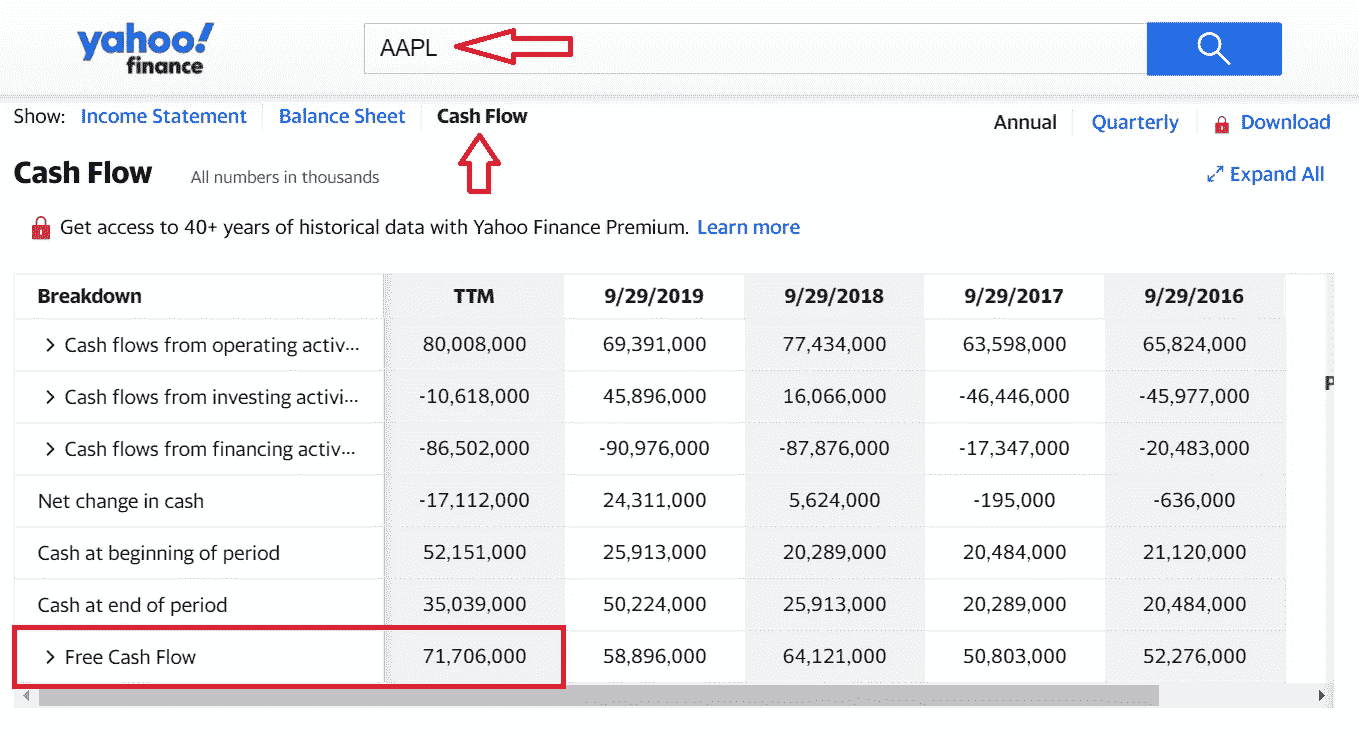 yahoo!
finance
AAPL
Show: Income Statement Balance Sheet Cash Flow
Annual Quarterly Download
Cash Flow All numbers in thousands
Expand All
Get access to 40+ years of historical data with Yahoo Finance Premium. Learn more
Breakdown TTM 9/29/2019 9/29/2018 9/29/2017 9/29/2016
Cash flows from operating activ... 80,008,000 69,391,000 77,434,000 63,598,000 65,824,000
Cash flows from investing activi... -10,618,000 45,896,000 16,066,000 -46,446,000 -45,977,000
P
Cash flows from financing activ... -86,502,000 -90,976,000 -87,876,000 -17,347,000 -20,483,000
Net change in cash -17,112,000 24,311,000 5,624,000 -195,000 -636,000
Cash at beginning of period 52,151,000 25,913,000 20,289,000 20,484,000 21,120,000
Cash at end of period 35,039,000 50,224,000 25,913,000 20,289,000 20,484,000
Free Cash Flow 71,706,000 58,896,000 64,121,000 50,803,000 52,276,000